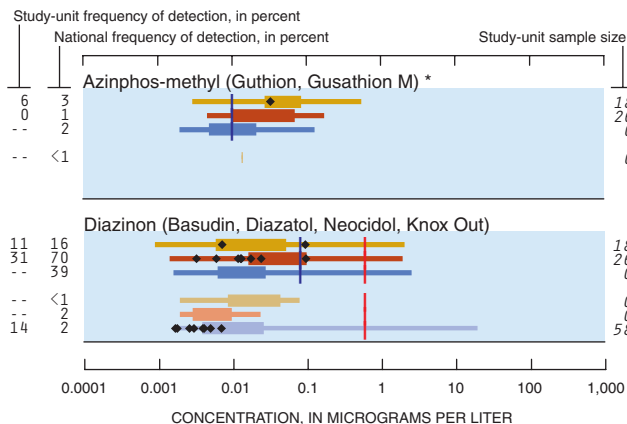 Study-unit frequency of detection, in percent
National frequency of detection, in percent
Study-unit sample size
Azinphos-methyl (Guthion, Gusathion M) *
6 3
0 1
-- 2
-- <1
Diazinon (Basudin, Diazatol, Neocidol, Knox Out)
11 16
31 70
-- 39
-- <1
-- 2
14 2
0.0001 0.001 0.01 0.1 1 10 100 1,000
CONCENTRATION, IN MICROGRAMS PER LITER